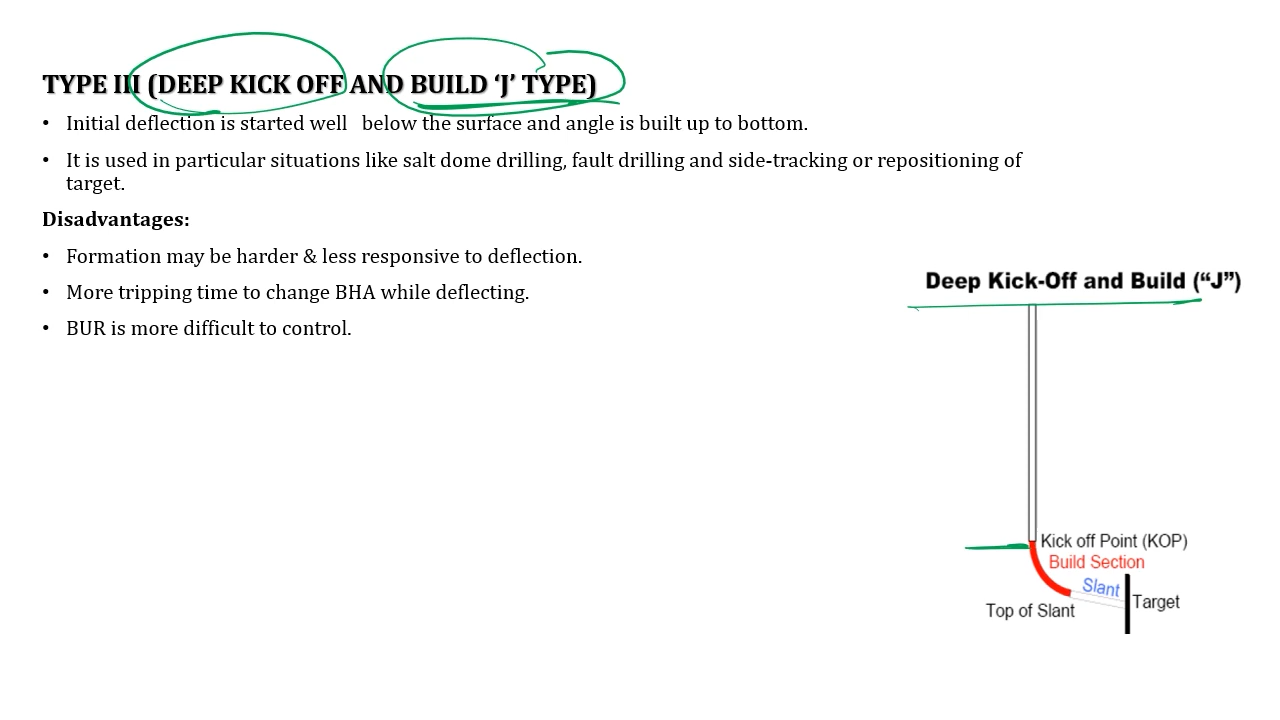 TYPE III (DEEP KICK OFF AND BUILD ‘J’ TYPE)
• Initial deflection is started well below the surface and angle is built up to bottom.
• It is used in particular situations like salt dome drilling, fault drilling and side-tracking or repositioning of
target.
Disadvantages:
• Formation may be harder & less responsive to deflection.
• More tripping time to change BHA while deflecting.
• BUR is more difficult to control.
Deep Kick-Off and Build (“J”)
Kick off Point (KOP)
Build Section
Slant
Target
Top of Slant